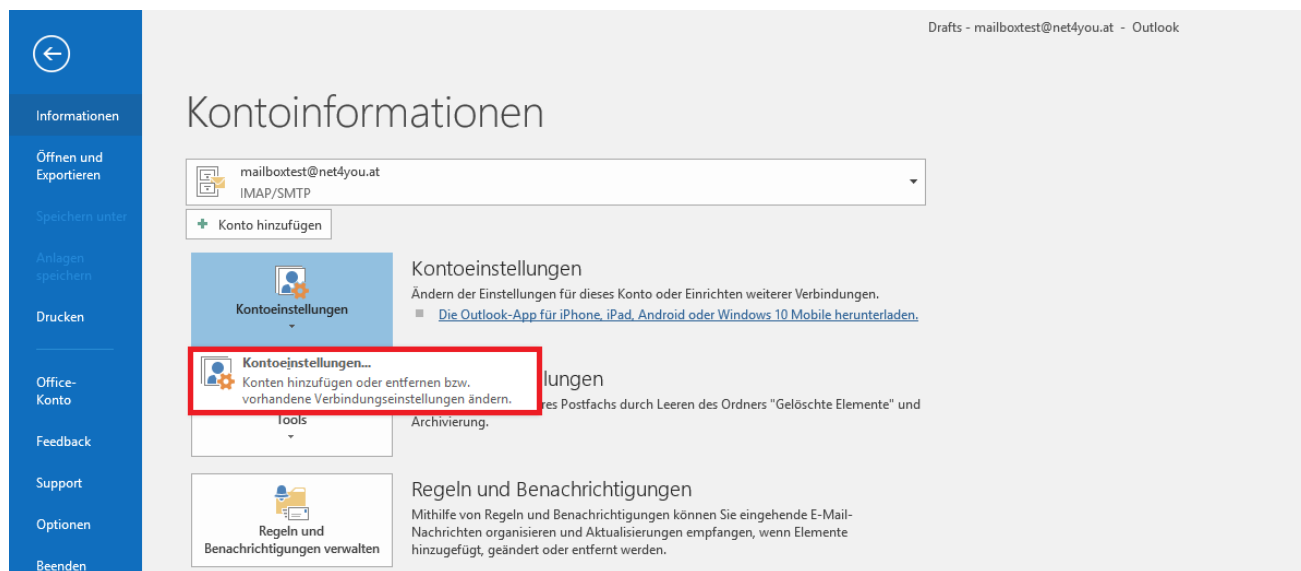 Drafts - mailboxtest@net4you.at - Outlook
Informationen
Öffnen und
Exportieren
Speichern unter
Anlagen
speichern
Drucken
Office-
Konto
Feedback
Support
Optionen
Beenden
Kontoinformationen
mailboxtest@net4you.at
IMAP/SMTP
Konto hinzufügen
Kontoeinstellungen
Kontoeinstellungen
Ändern der Einstellungen für dieses Konto oder Einrichten weiterer Verbindungen.
Die Outlook-App für iPhone, iPad, Android oder Windows 10 Mobile herunterladen.
Kontoeinstellungen...
Konten hinzufügen oder entfernen bzw.
vorhandene Verbindungseinstellungen ändern.
Tools
lungen
res Postfachs durch Leeren des Ordners "Gelöschte Elemente" und
Archivierung.
Regeln und
Benachrichtigungen verwalten
Regeln und Benachrichtigungen
Mithilfe von Regeln und Benachrichtigungen können Sie eingehende E-Mail-
Nachrichten organisieren und Aktualisierungen empfangen, wenn Elemente
hinzugefügt, geändert oder entfernt werden.